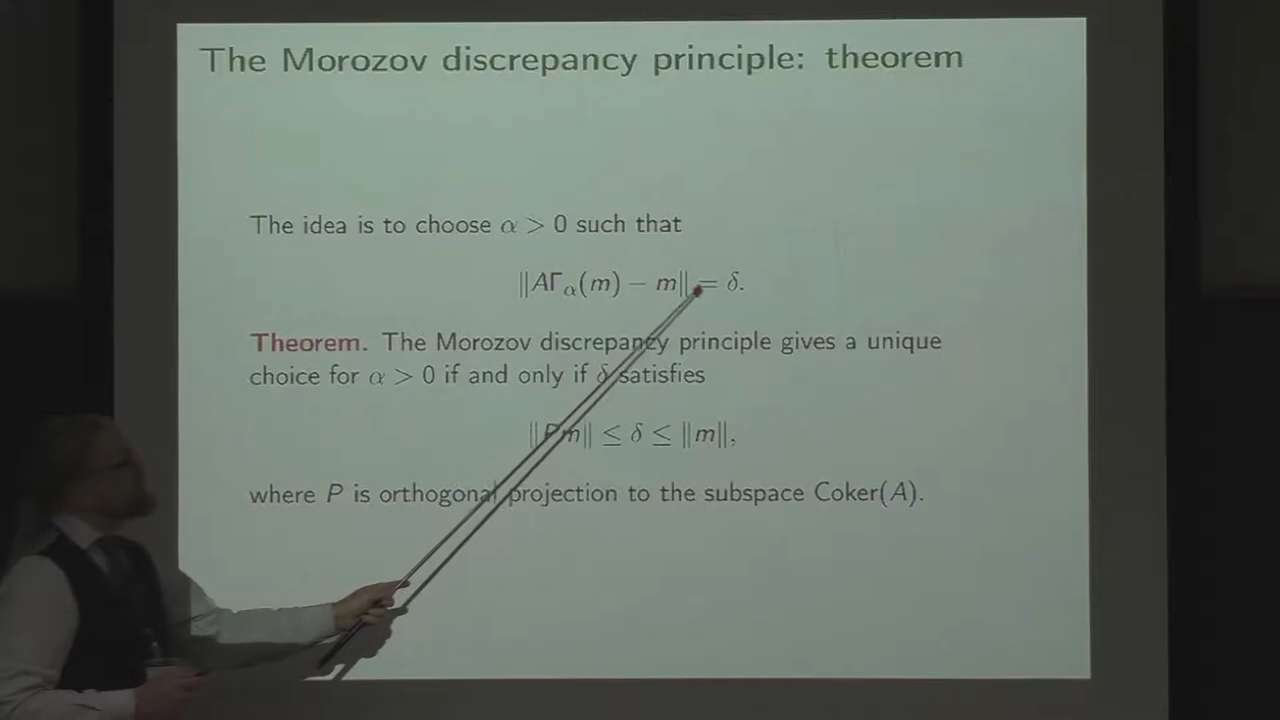 The Morozov discrepancy principle: theorem
The idea is to choose α > 0 such that
‖AΓα(m) − m‖ = δ.
Theorem. The Morozov discrepancy principle gives a unique
choice for α > 0 if and only if δ satisfies
‖Pm‖ ≤ δ ≤ ‖m‖,
where P is orthogonal projection to the subspace Coker(A).